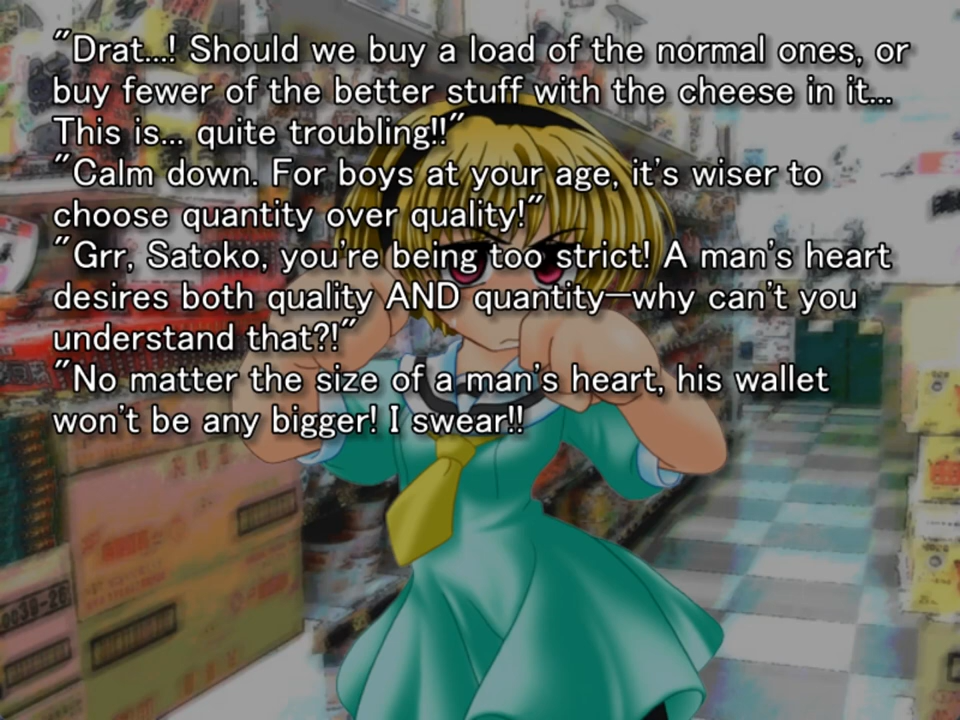 "Drat...! Should we buy a load of the normal ones, or
buy fewer of the better stuff with the cheese in it...
This is... quite troubling!!"
"Calm down. For boys at your age, it's wiser to
choose quantity over quality!"
"Grr, Satoko, you're being too strict! A man's heart
desires both quality AND quantity—why can't you
understand that?!"
"No matter the size of a man's heart, his wallet
won't be any bigger! I swear!!